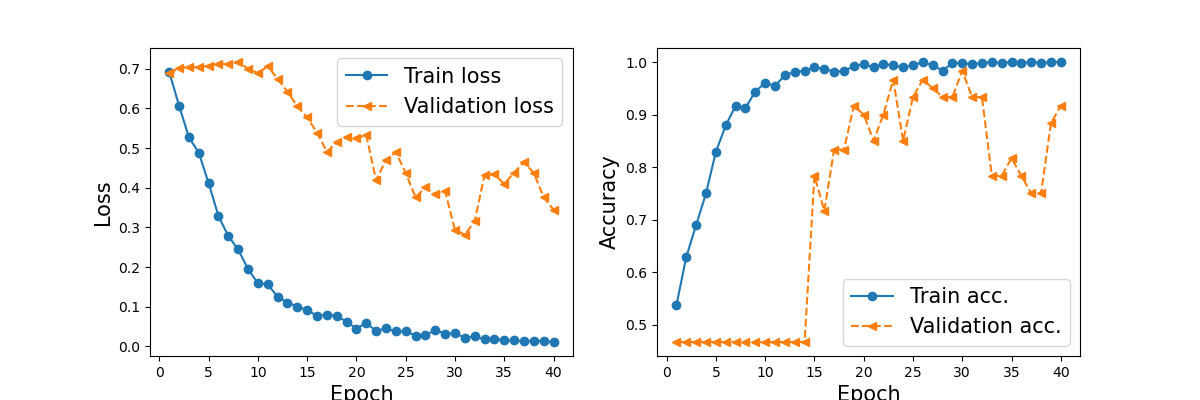 0.7
0.6
0.5
0.4
0.3
0.2
0.1
0.0
Loss
Train loss
Validation loss
0 5 10 15 20 25 30 35 40
Epoch
1.0
0.9
0.8
0.7
0.6
0.5
Accuracy
Train acc.
Validation acc.
0 5 10 15 20 25 30 35 40
Epoch